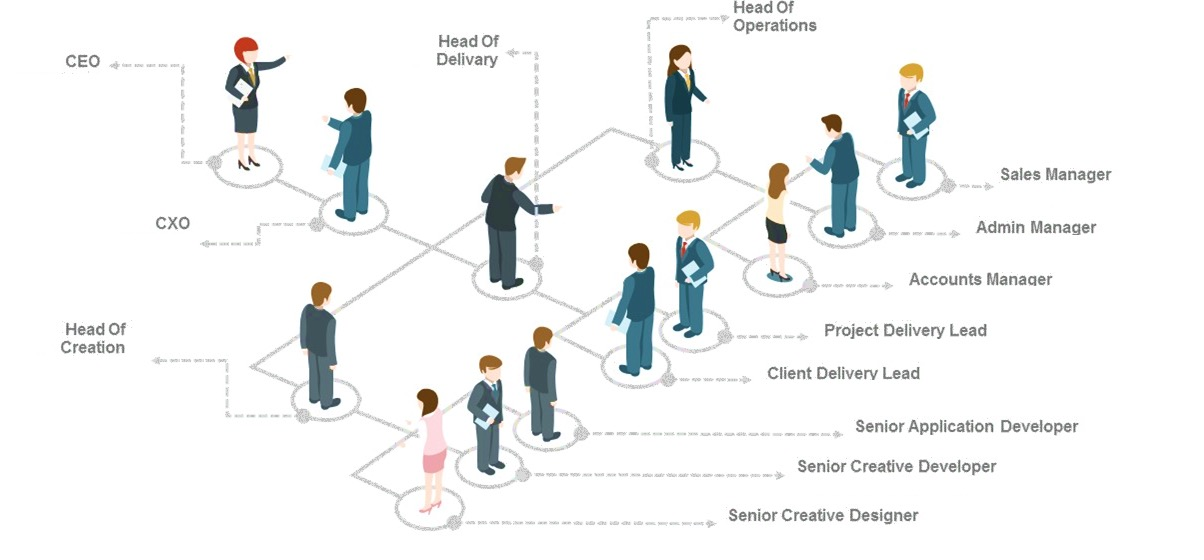 Head Of
Operations
Head Of
Delivary
CEO
Sales Manager
CXO
Admin Manager
Accounts Manager
Head Of
Creation
Project Delivery Lead
Client Delivery Lead
Senior Application Developer
Senior Creative Developer
Senior Creative Designer